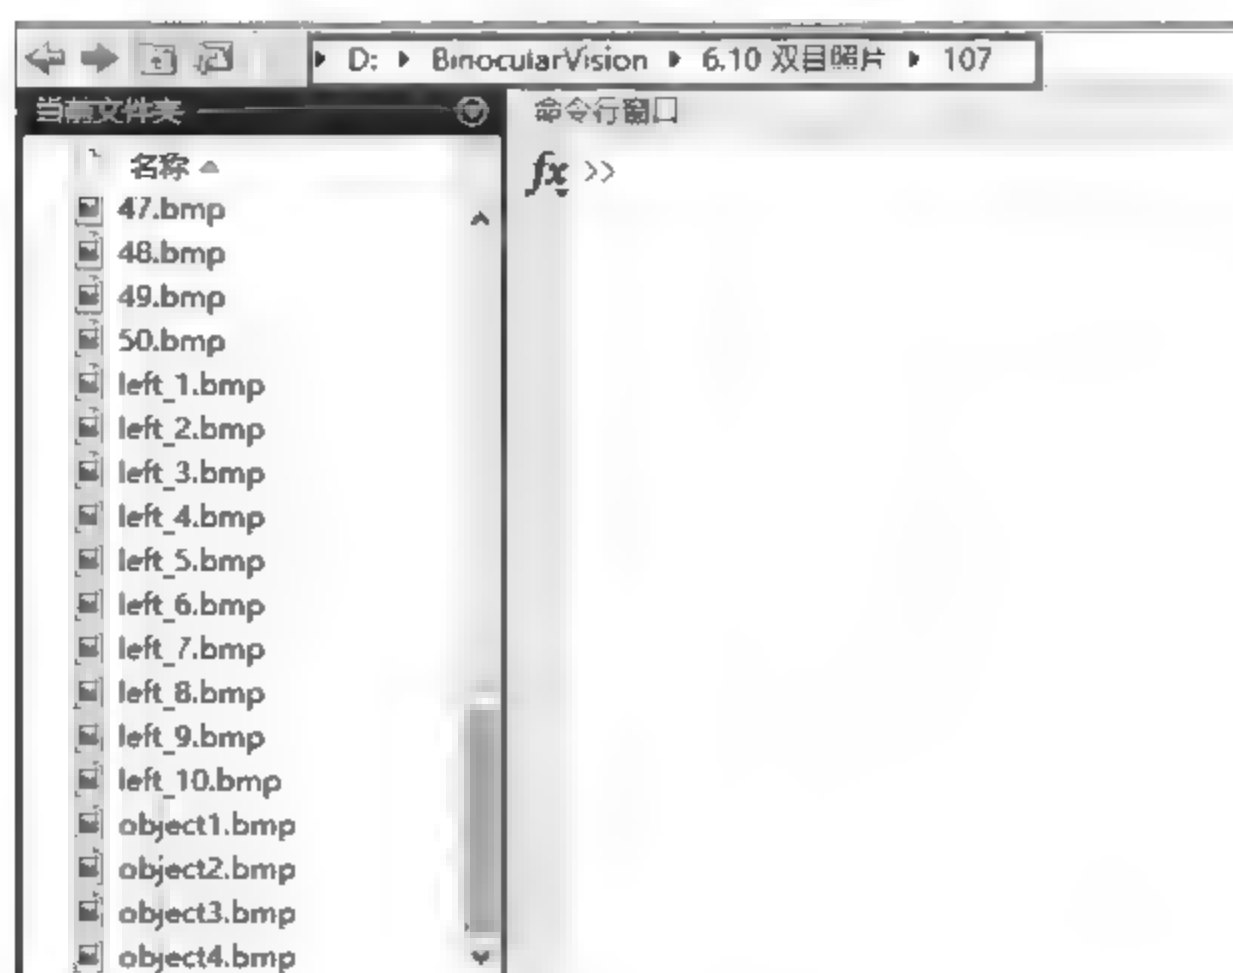 D: BinocularVision 6.10 双目照片 107
当前文件夹
命令行窗口
名称
fx >>
47.bmp
48.bmp
49.bmp
50.bmp
left_1.bmp
left_2.bmp
left_3.bmp
left_4.bmp
left_5.bmp
left_6.bmp
left_7.bmp
left_8.bmp
left_9.bmp
left_10.bmp
object1.bmp
object2.bmp
object3.bmp
object4.bmp